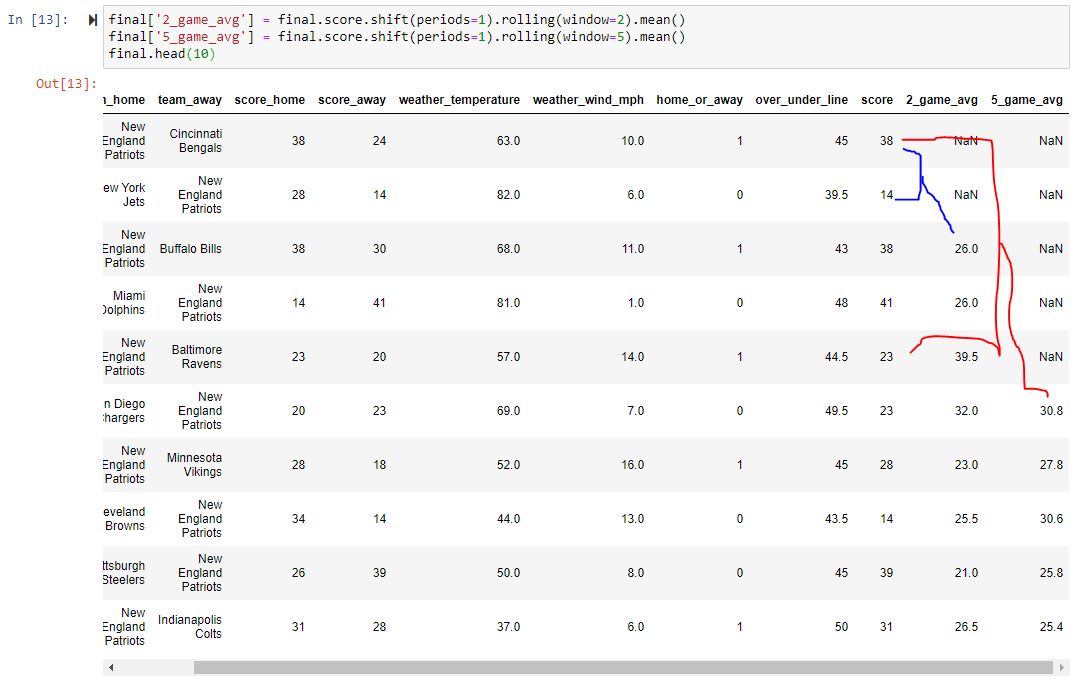 In [13]:
final['2_game_avg'] = final.score.shift(periods=1).rolling(window=2).mean()
final['5_game_avg'] = final.score.shift(periods=1).rolling(window=5).mean()
final.head(10)
Out[13]:
_home team_away score_home score_away weather_temperature weather_wind_mph home_or_away over_under_line score 2_game_avg 5_game_avg
New England Patriots Cincinnati Bengals 38 24 63.0 10.0 1 45 38 NaN NaN
ew York Jets New England Patriots 28 14 82.0 6.0 0 39.5 14 NaN NaN
New England Patriots Buffalo Bills 38 30 68.0 11.0 1 43 38 26.0 NaN
Miami Dolphins New England Patriots 14 41 81.0 1.0 0 48 41 26.0 NaN
New England Patriots Baltimore Ravens 23 20 57.0 14.0 1 44.5 23 39.5 NaN
n Diego Chargers New England Patriots 20 23 69.0 7.0 0 49.5 23 32.0 30.8
New England Patriots Minnesota Vikings 28 18 52.0 16.0 1 45 28 23.0 27.8
eveland Browns New England Patriots 34 14 44.0 13.0 0 43.5 14 25.5 30.6
ttsburgh Steelers New England Patriots 26 39 50.0 8.0 0 45 39 21.0 25.8
New England Patriots Indianapolis Colts 31 28 37.0 6.0 1 50 31 26.5 25.4